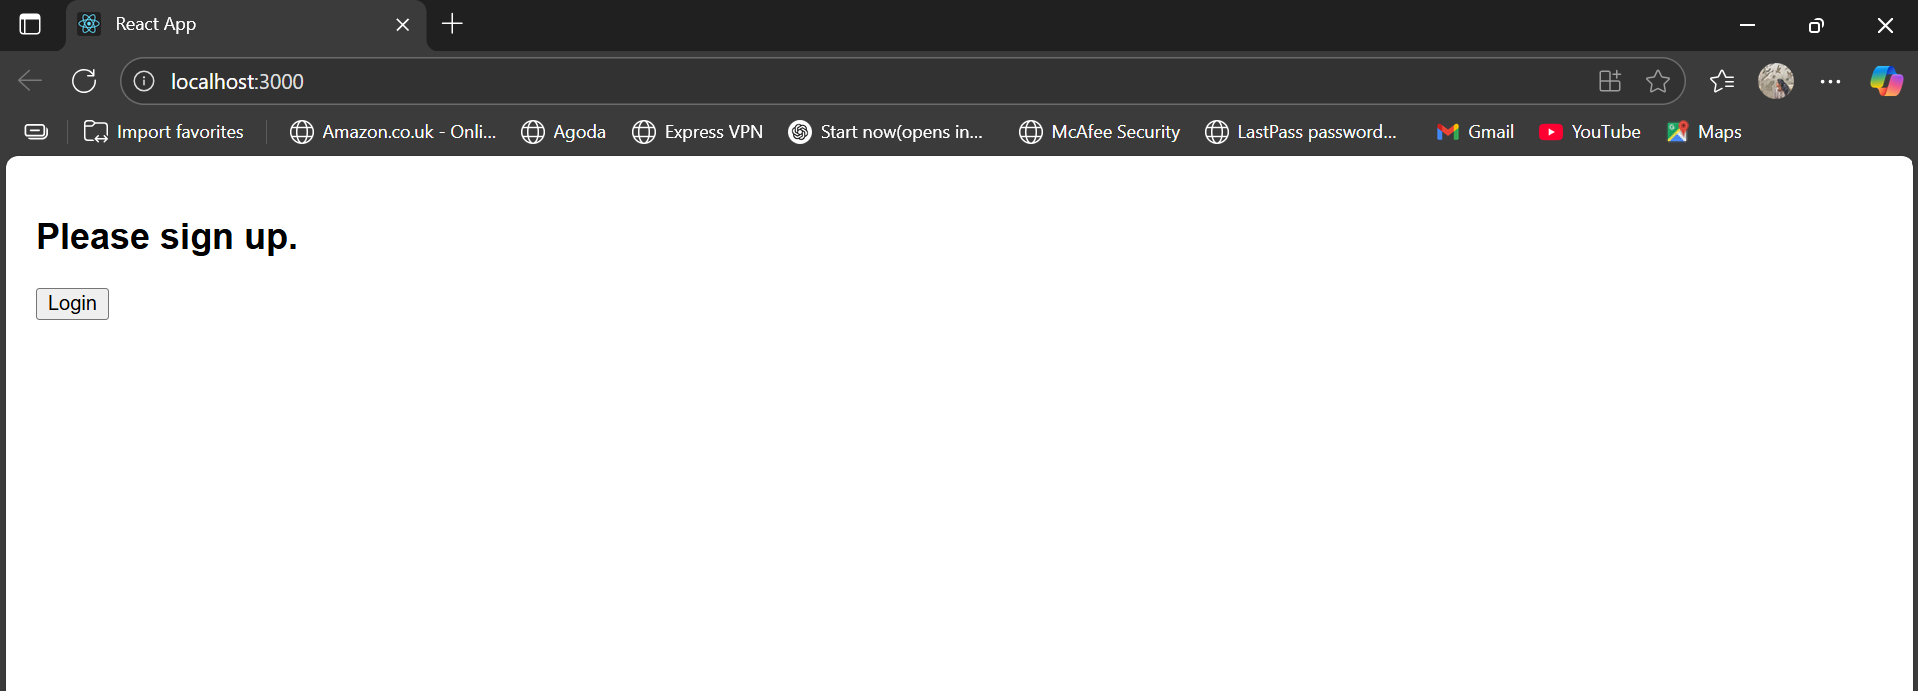 React App
localhost:3000
Import favorites Amazon.co.uk - Onli... Agoda Express VPN Start now(opens in... McAfee Security LastPass password... Gmail YouTube Maps
Please sign up.
Login